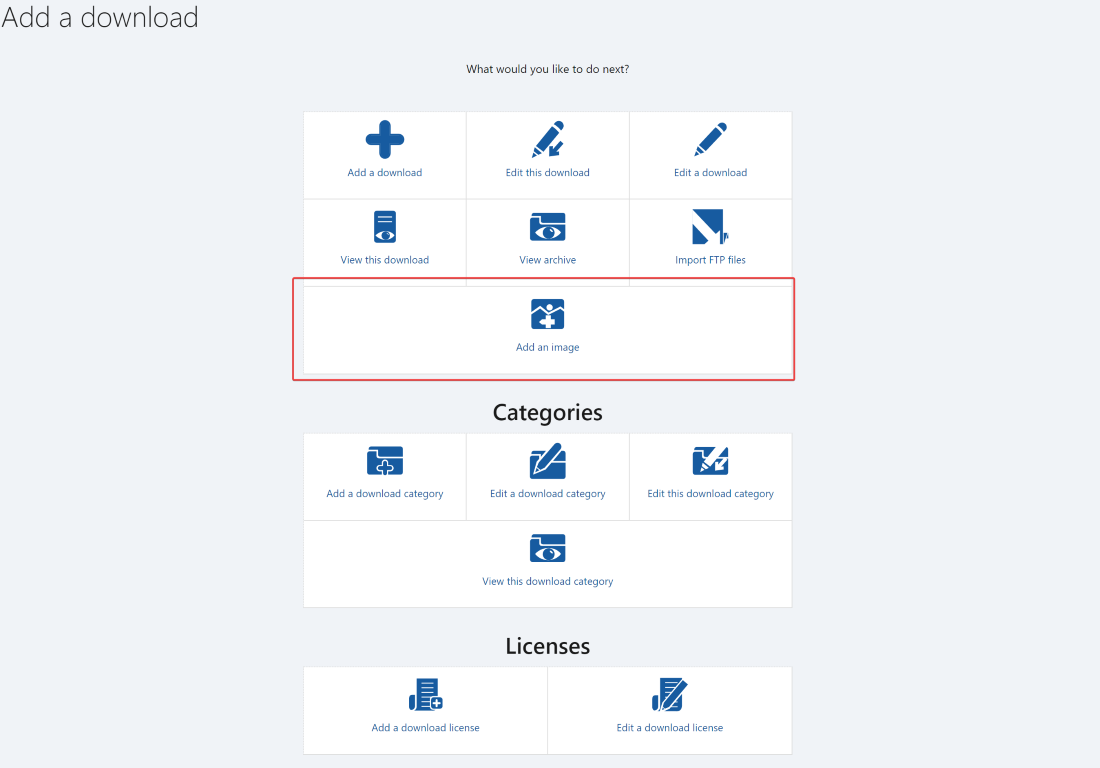 Add a download
What would you like to do next?
Add a download
Edit this download
Edit a download
View this download
View archive
Import FTP files
Add an image
Categories
Add a download category
Edit a download category
Edit this download category
View this download category
Licenses
Add a download license
Edit a download license